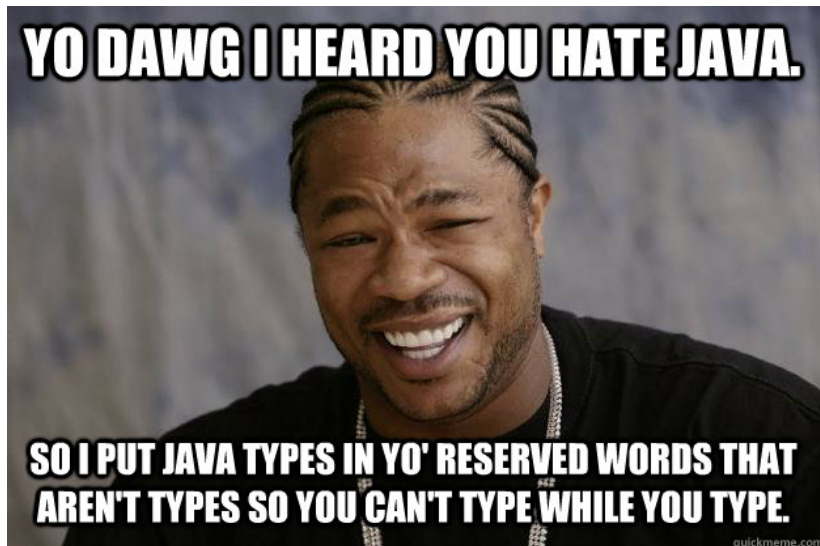 YO DAWG I HEARD YOU HATE JAVA.
SO I PUT JAVA TYPES IN YO' RESERVED WORDS THAT
AREN'T TYPES SO YOU CAN'T TYPE WHILE YOU TYPE.
quickmeme.com